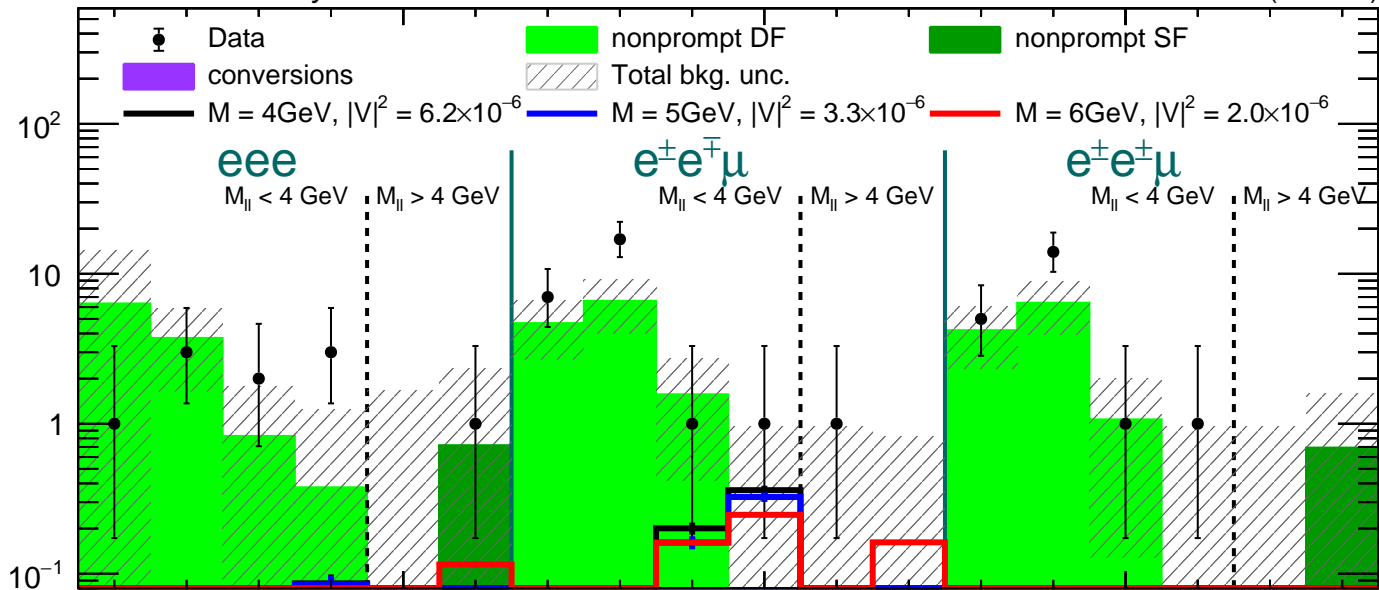 Data nonprompt DF nonprompt SF
conversions Total bkg. unc.
M = 4GeV, |V|² = 6.2×10⁻⁶ M = 5GeV, |V|² = 3.3×10⁻⁶ M = 6GeV, |V|² = 2.0×10⁻⁶
10²
eee e±e∓μ e±e±μ
M_ll < 4 GeV M_ll > 4 GeV M_ll < 4 GeV M_ll > 4 GeV M_ll < 4 GeV M_ll > 4 GeV
10
1
10⁻¹